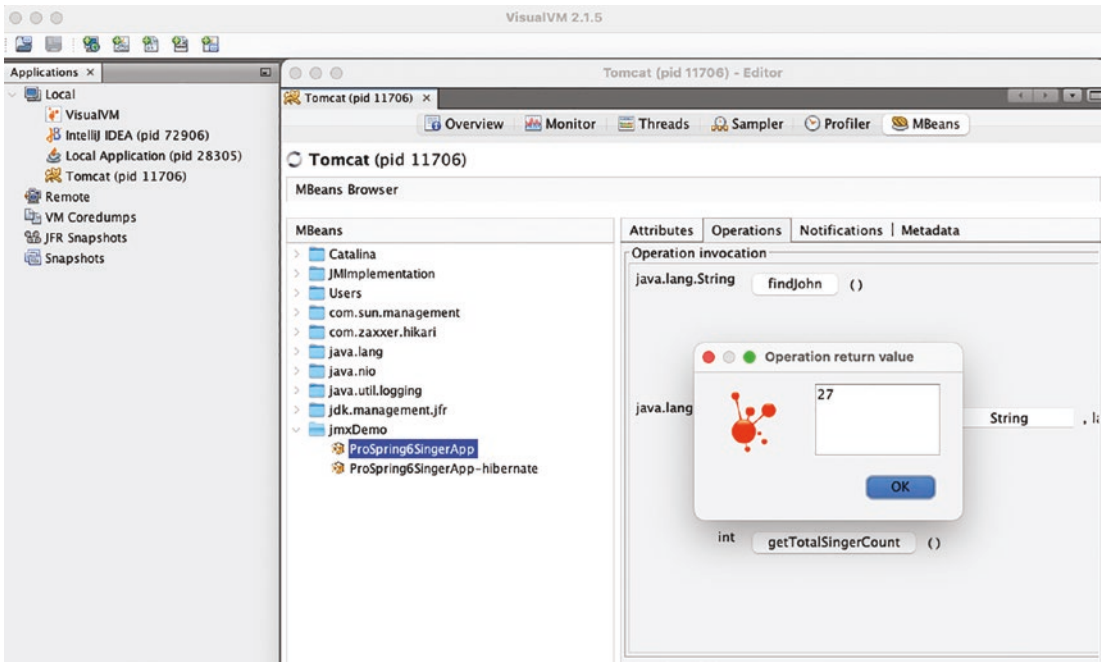 VisualVM 2.1.5
Applications ×
Local
VisualVM
IntelliJ IDEA (pid 72906)
Local Application (pid 28305)
Tomcat (pid 11706)
Remote
VM Coredumps
JFR Snapshots
Snapshots
Tomcat (pid 11706) - Editor
Tomcat (pid 11706) ×
Overview Monitor Threads Sampler Profiler MBeans
Tomcat (pid 11706)
MBeans Browser
MBeans
Catalina
JMImplementation
Users
com.sun.management
com.zaxxer.hikari
java.lang
java.nio
java.util.logging
jdk.management.jfr
jmxDemo
ProSpring6SingerApp
ProSpring6SingerApp-hibernate
Attributes Operations Notifications Metadata
Operation invocation
java.lang.String findJohn ()
Operation return value
27
java.lang String ,
OK
int getTotalSingerCount ()